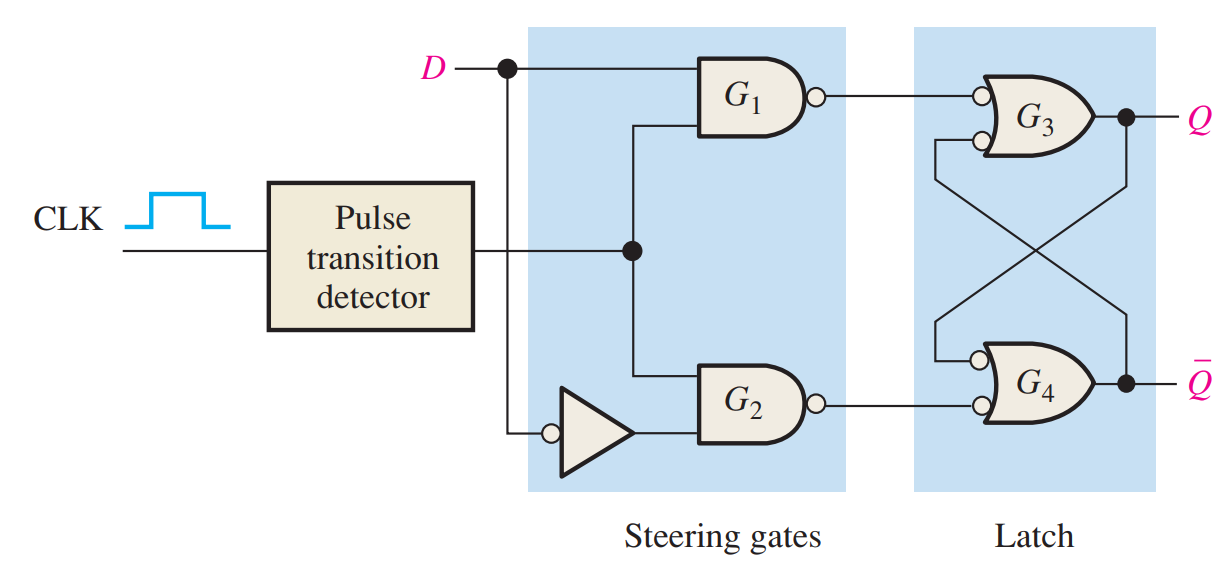 D
G1
G3
Q
CLK
Pulse
transition
detector
G2
G4
Q̅
Steering gates
Latch